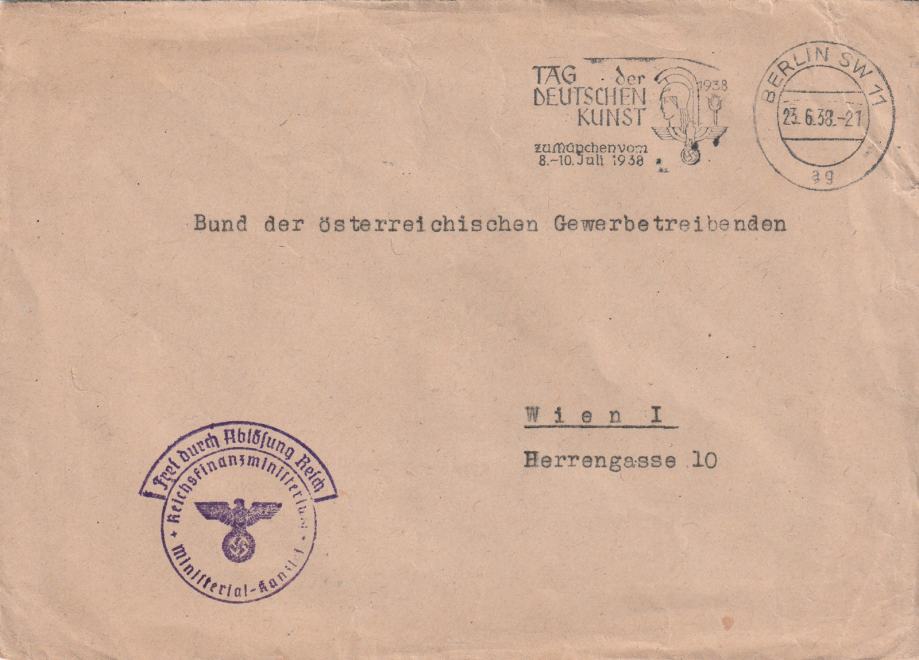 TAG der
DEUTSCHEN
KUNST
1938
zu München vom
8.-10. Juli 1938
BERLIN SW 11
23.6.38.-21
ag
Bund der österreichischen Gewerbetreibenden
Wien I
Herrengasse 10
Frei durch Ablösung Reich
Reichsfinanzministerium
Ministerial-Kanzlei